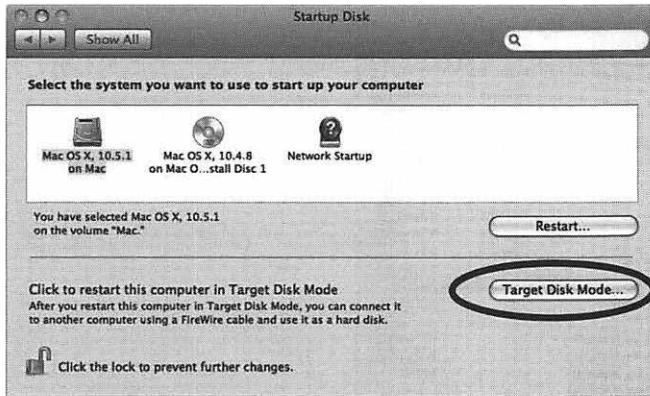 Startup Disk
Show All
Select the system you want to use to start up your computer
Mac OS X, 10.5.1
on Mac
Mac OS X, 10.4.8
on Mac O...stall Disc 1
Network Startup
You have selected Mac OS X, 10.5.1
on the volume "Mac."
Restart...
Click to restart this computer in Target Disk Mode
After you restart this computer in Target Disk Mode, you can connect it
to another computer using a FireWire cable and use it as a hard disk.
Target Disk Mode...
Click the lock to prevent further changes.